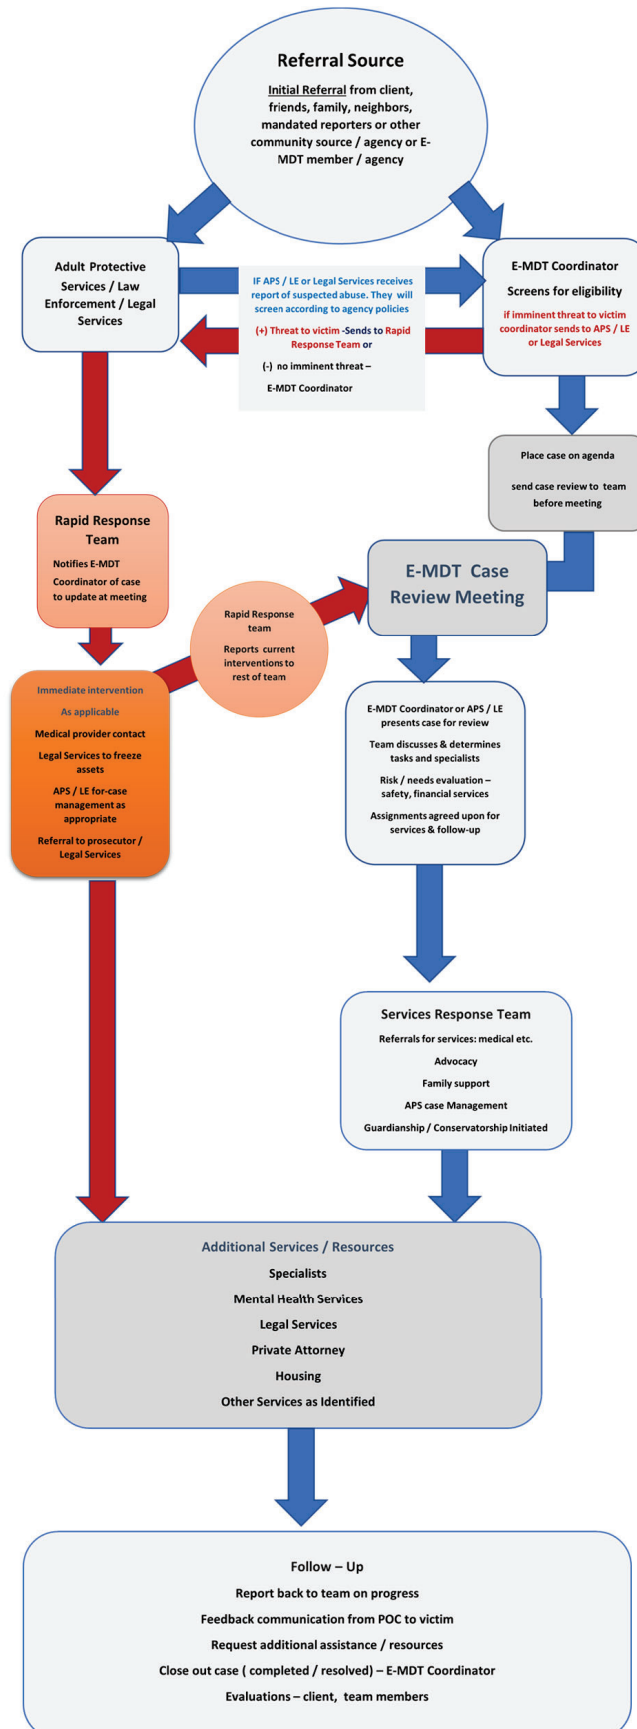 Referral Source
Initial Referral from client,
friends, family, neighbors,
mandated reporters or other
community source / agency or E-
MDT member / agency
Adult Protective
Services / Law
Enforcement / Legal
Services
IF APS / LE or Legal Services receives
report of suspected abuse. They will
screen according to agency policies
(+) Threat to victim -Sends to Rapid
Response Team or
(-) no imminent threat –
E-MDT Coordinator
E-MDT Coordinator
Screens for eligibility
if imminent threat to victim
coordinator sends to APS / LE
or Legal Services
Place case on agenda
send case review to team
before meeting
Rapid Response
Team
Notifies E-MDT
Coordinator of case
to update at meeting
E-MDT Case
Review Meeting
Rapid Response
team
Reports current
interventions to
rest of team
Immediate intervention
As applicable
Medical provider contact
Legal Services to freeze
assets
APS / LE for-case
management as
appropriate
Referral to prosecutor /
Legal Services
E-MDT Coordinator or APS / LE
presents case for review
Team discusses & determines
tasks and specialists
Risk / needs evaluation –
safety, financial services
Assignments agreed upon for
services & follow-up
Services Response Team
Referrals for services: medical etc.
Advocacy
Family support
APS case Management
Guardianship / Conservatorship Initiated
Additional Services / Resources
Specialists
Mental Health Services
Legal Services
Private Attorney
Housing
Other Services as Identified
Follow – Up
Report back to team on progress
Feedback communication from POC to victim
Request additional assistance / resources
Close out case ( completed / resolved) – E-MDT Coordinator
Evaluations – client, team members